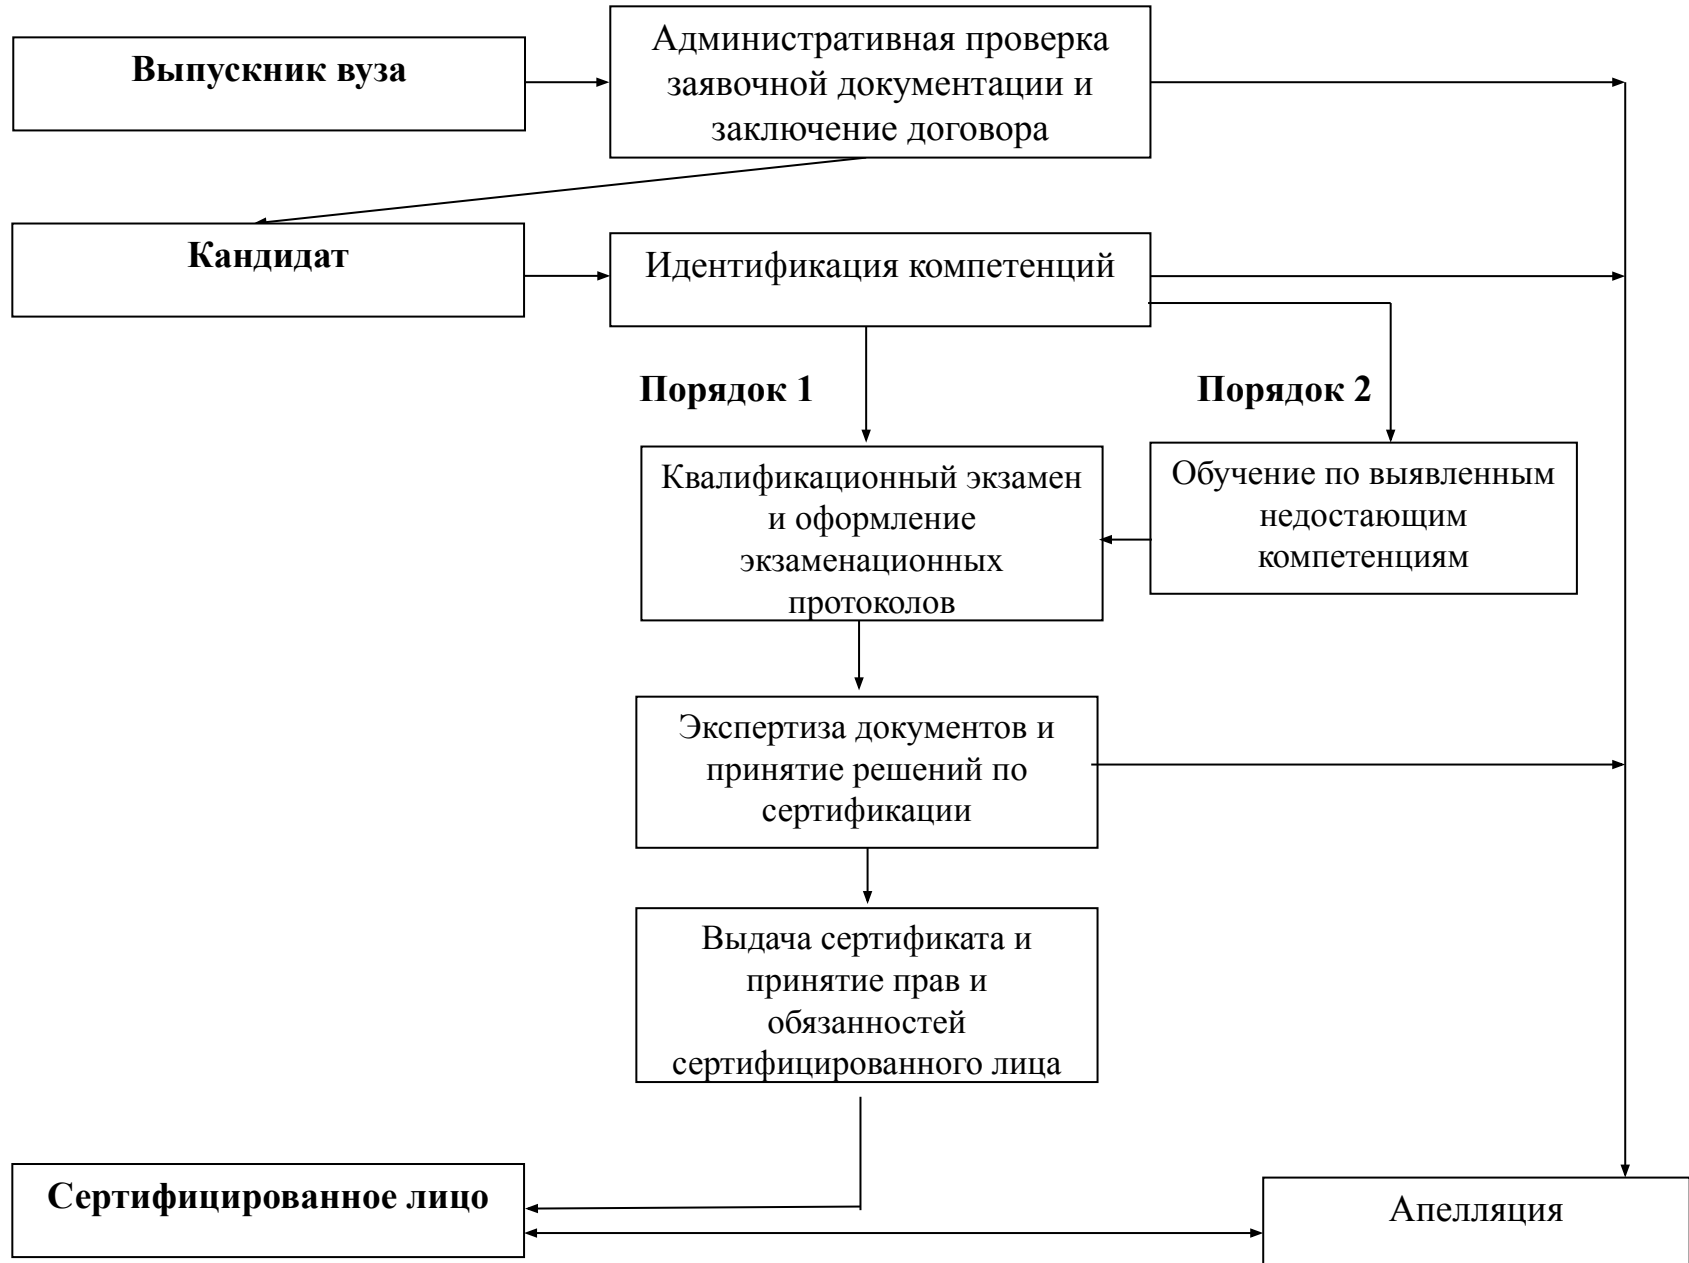 Выпускник вуза
Административная проверка
заявочной документации и
заключение договора
Кандидат
Идентификация компетенций
Порядок 1
Порядок 2
Квалификационный экзамен
и оформление
экзаменационных
протоколов
Обучение по выявленным
недостающим
компетенциям
Экспертиза документов и
принятие решений по
сертификации
Выдача сертификата и
принятие прав и
обязанностей
сертифицированного лица
Сертифицированное лицо
Апелляция